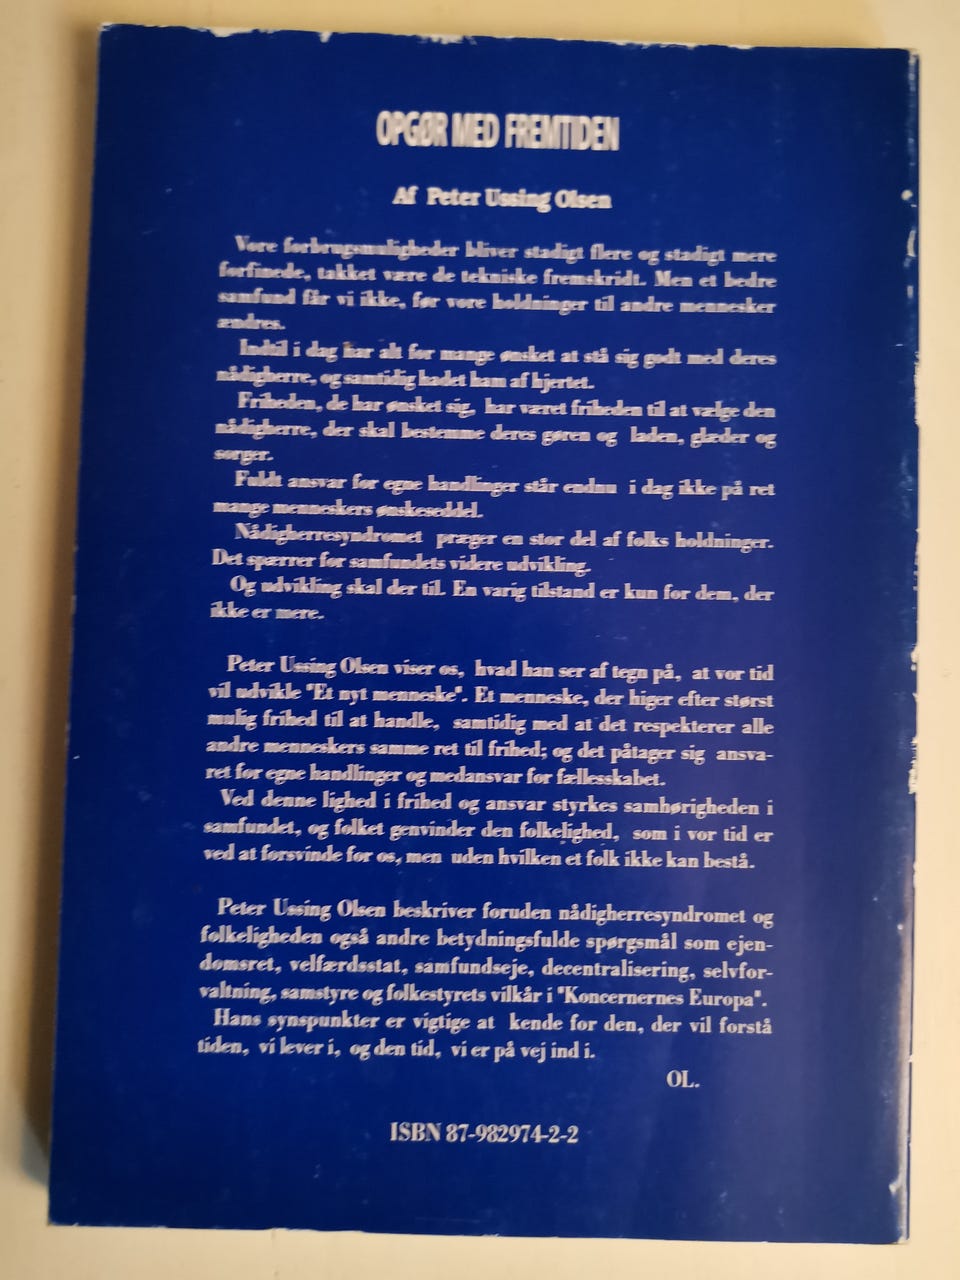 OPGØR MED FREMTIDEN
Af Peter Ussing Olsen
Vore forbrugsmuligheder bliver stadigt flere og stadigt mere
forfinede, takket være de tekniske fremskridt. Men et bedre
samfund får vi ikke, før vore holdninger til andre mennesker
ændres.
Indtil i dag har alt for mange ønsket at stå sig godt med deres
nådigherre, og samtidig hadet ham af hjertet.
Friheden, de har ønsket sig, har været friheden til at vælge den
nådigherre, der skal bestemme deres gøren og laden, glæder og
sorger.
Fuldt ansvar for egne handlinger står endnu i dag ikke på ret
mange menneskers ønskeseddel.
Nådigherresyndromet præger en stor del af folks holdninger.
Det spærrer for samfundets videre udvikling.
Og udvikling skal der til. En varig tilstand er kun for dem, der
ikke er mere.
Peter Ussing Olsen viser os, hvad han ser af tegn på, at vor tid
vil udvikle "Et nyt menneske". Et menneske, der higer efter størst
mulig frihed til at handle, samtidig med at det respekterer alle
andre menneskers samme ret til frihed; og det påtager sig ansva-
ret for egne handlinger og medansvar for fællesskabet.
Ved denne lighed i frihed og ansvar styrkes samhørigheden i
samfundet, og folket genvinder den folkelighed, som i vor tid er
ved at forsvinde for os, men uden hvilken et folk ikke kan bestå.
Peter Ussing Olsen beskriver foruden nådigherresyndromet og
folkeligheden også andre betydningsfulde spørgsmål som ejen-
domsret, velfærdsstat, samfundseje, decentralisering, selvfor-
valtning, samstyre og folkestyrets vilkår i "Koncernernes Europa".
Hans synspunkter er vigtige at kende for den, der vil forstå
tiden, vi lever i, og den tid, vi er på vej ind i.
OL.
ISBN 87-982974-2-2